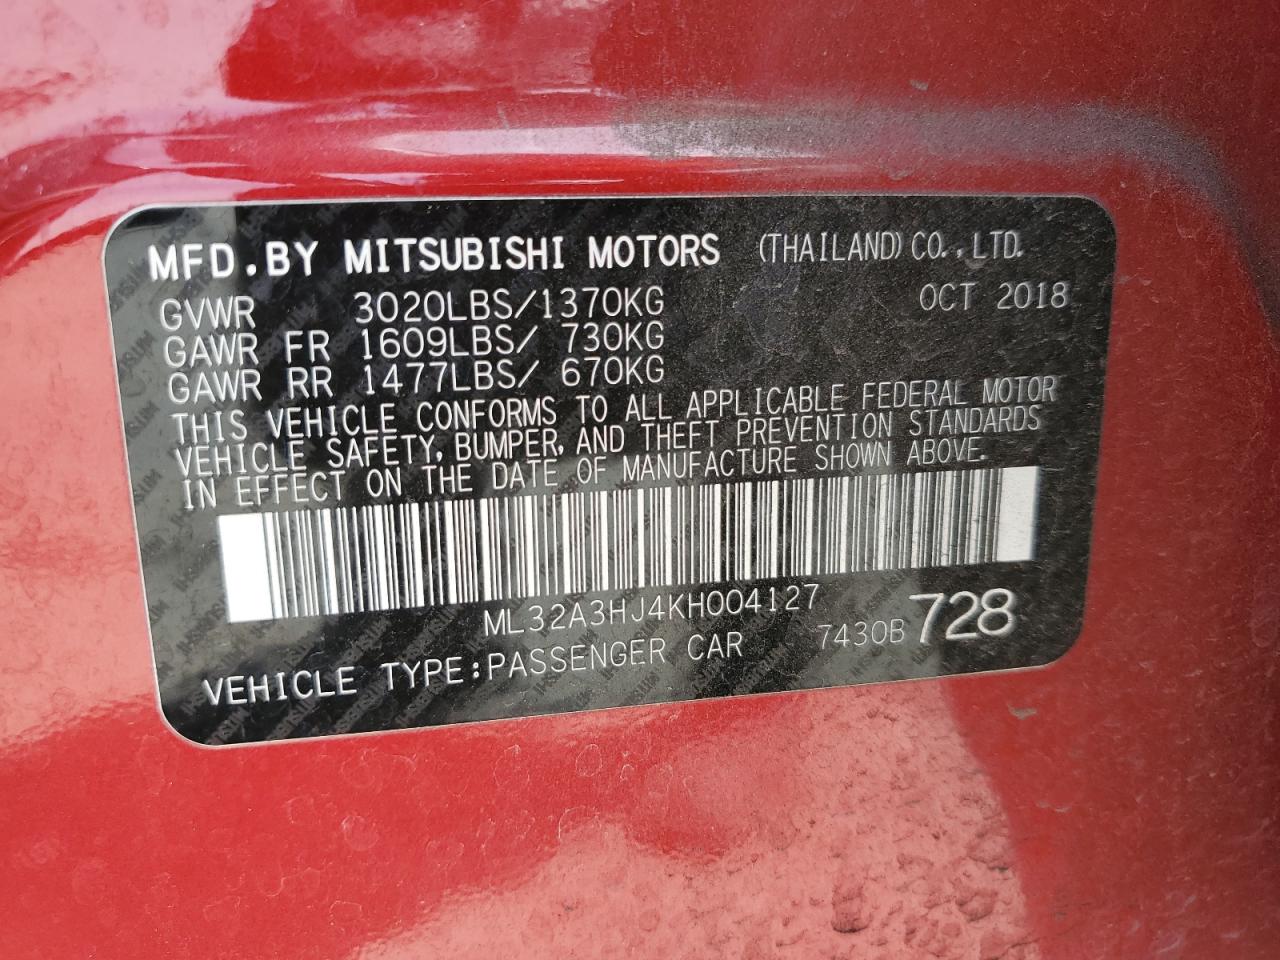 MFD.BY MITSUBISHI MOTORS (THAILAND) CO.,LTD.
GVWR 3020LBS/1370KG OCT 2018
GAWR FR 1609LBS/ 730KG
GAWR RR 1477LBS/ 670KG
THIS VEHICLE CONFORMS TO ALL APPLICABLE FEDERAL MOTOR
VEHICLE SAFETY, BUMPER, AND THEFT PREVENTION STANDARDS
IN EFFECT ON THE DATE OF MANUFACTURE SHOWN ABOVE.
ML32A3HJ4KH004127
VEHICLE TYPE:PASSENGER CAR 7430B 728